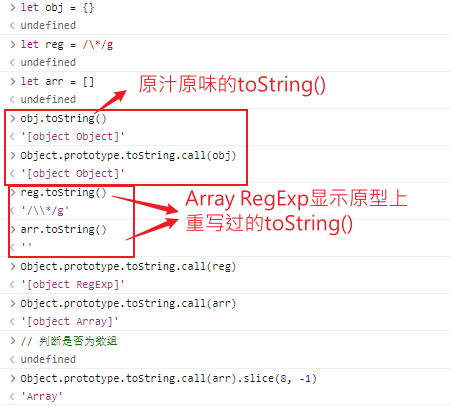 > let obj = {}
< undefined
> let reg = /\*/g
< undefined
> let arr = []
< undefined
原汁原味的toString()
> obj.toString()
< '[object Object]'
> Object.prototype.toString.call(obj)
< '[object Object]'
> reg.toString()
< '/\\*/g'
> arr.toString()
< ''
Array RegExp显示原型上
重写过的toString()
> Object.prototype.toString.call(reg)
< '[object RegExp]'
> Object.prototype.toString.call(arr)
< '[object Array]'
> // 判断是否为数组
< undefined
> Object.prototype.toString.call(arr).slice(8, -1)
< 'Array'